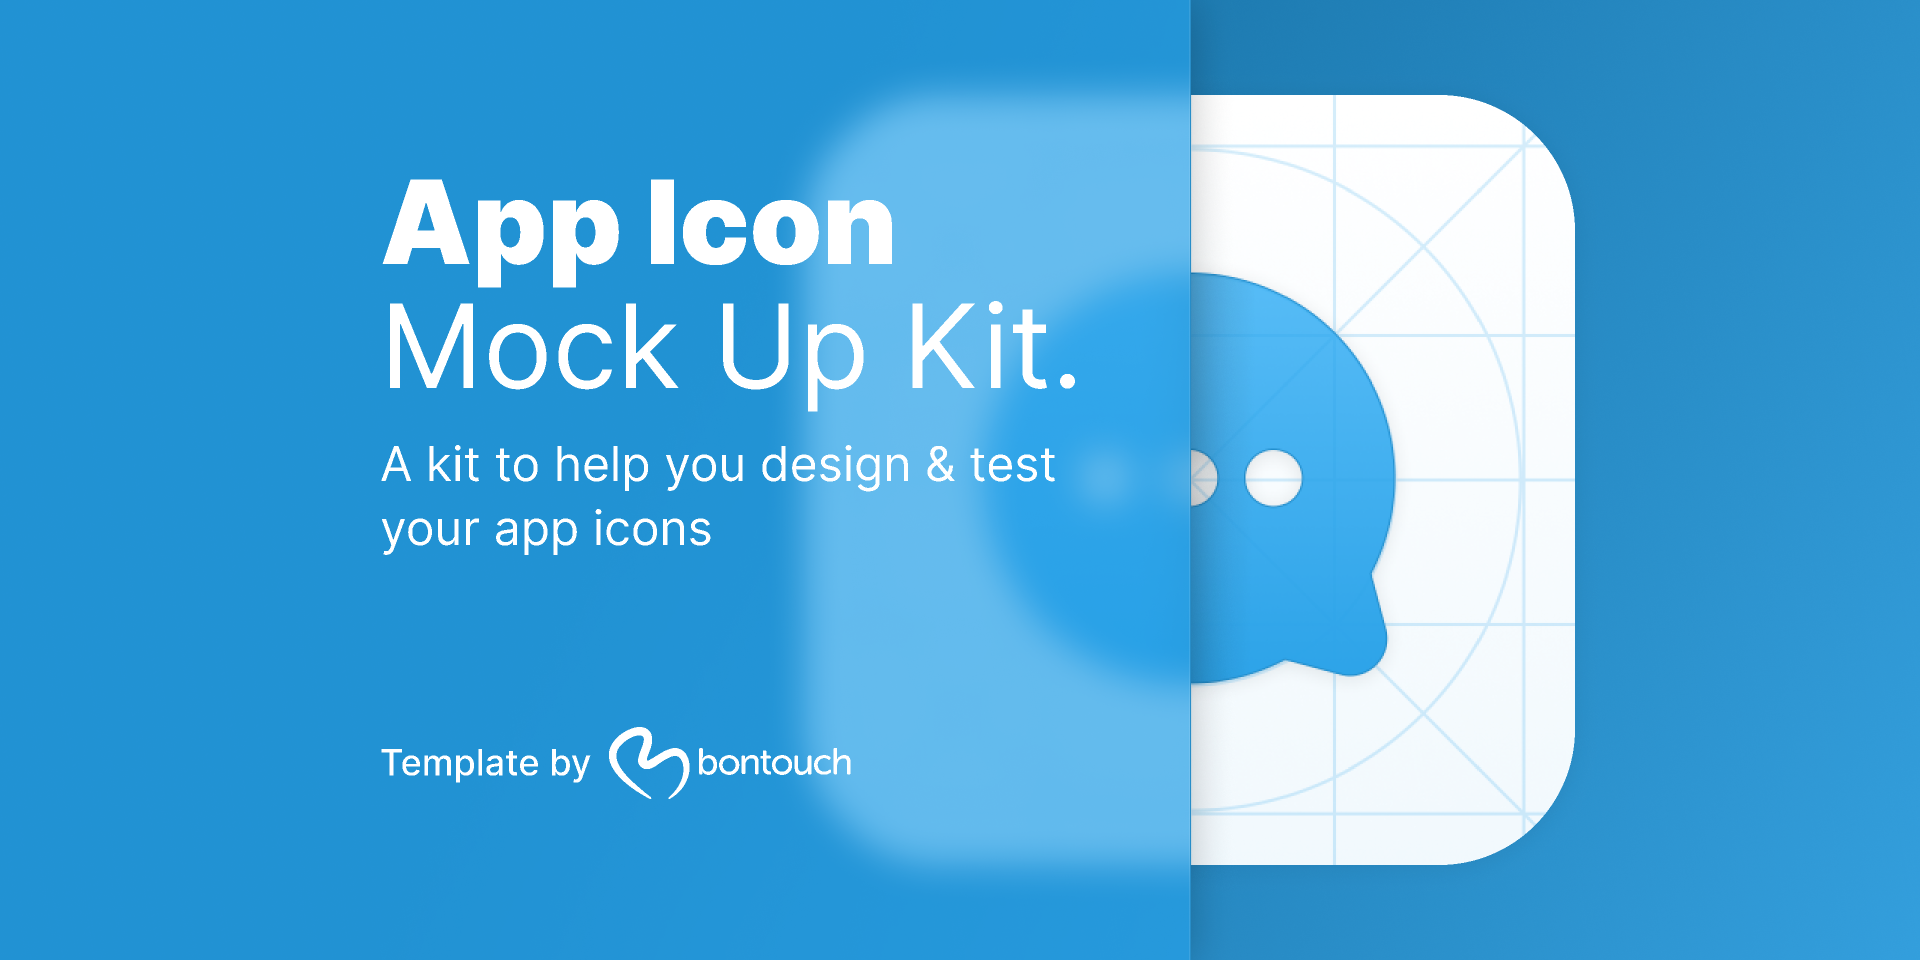 App Icon
Mock Up Kit.
A kit to help you design & test
your app icons
Template by bontouch